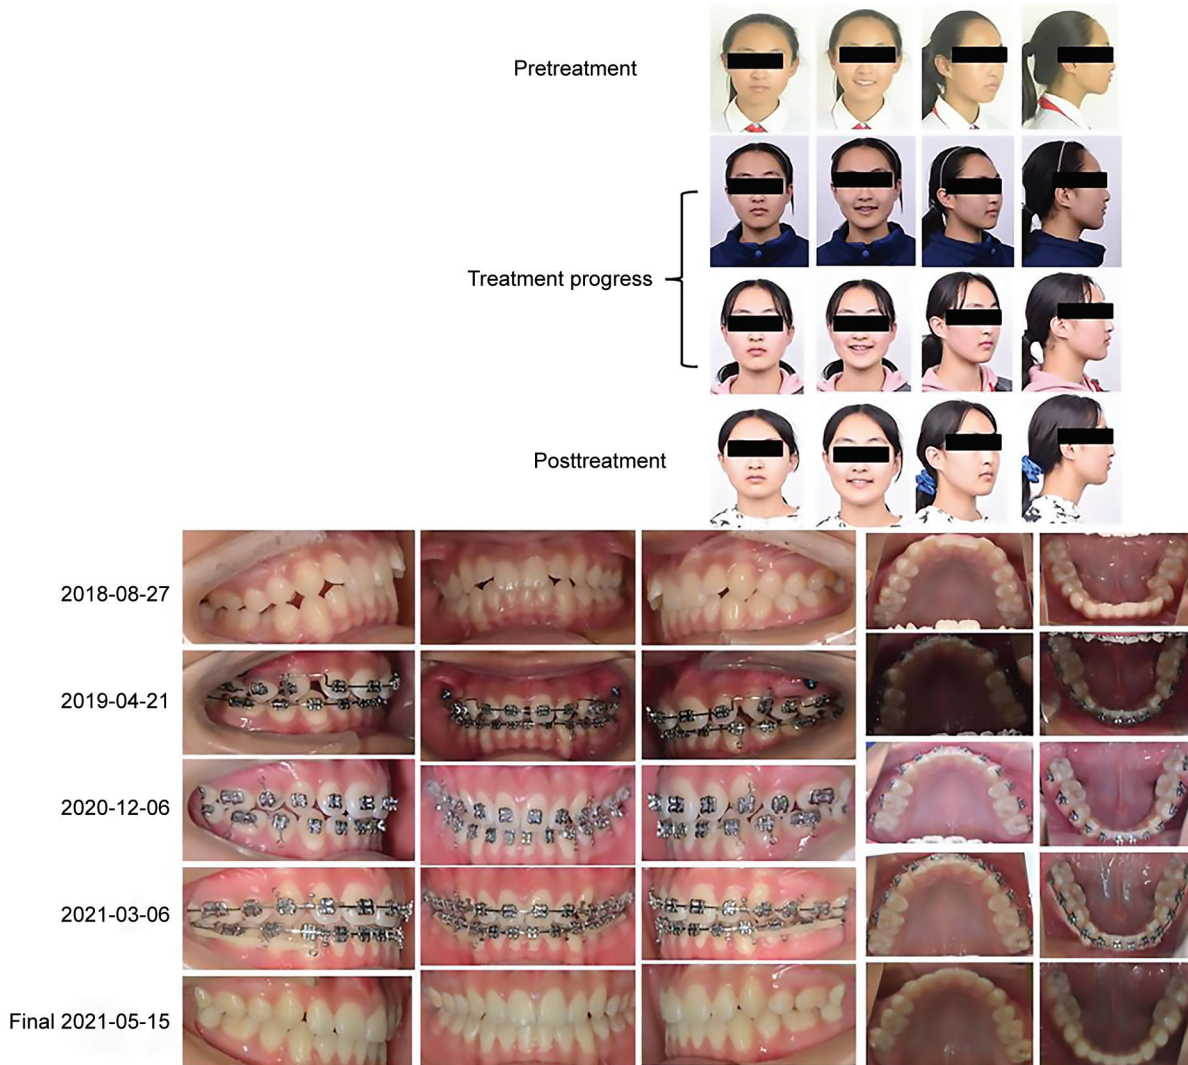 Pretreatment
Treatment progress
Posttreatment
2018-08-27
2019-04-21
2020-12-06
2021-03-06
Final 2021-05-15